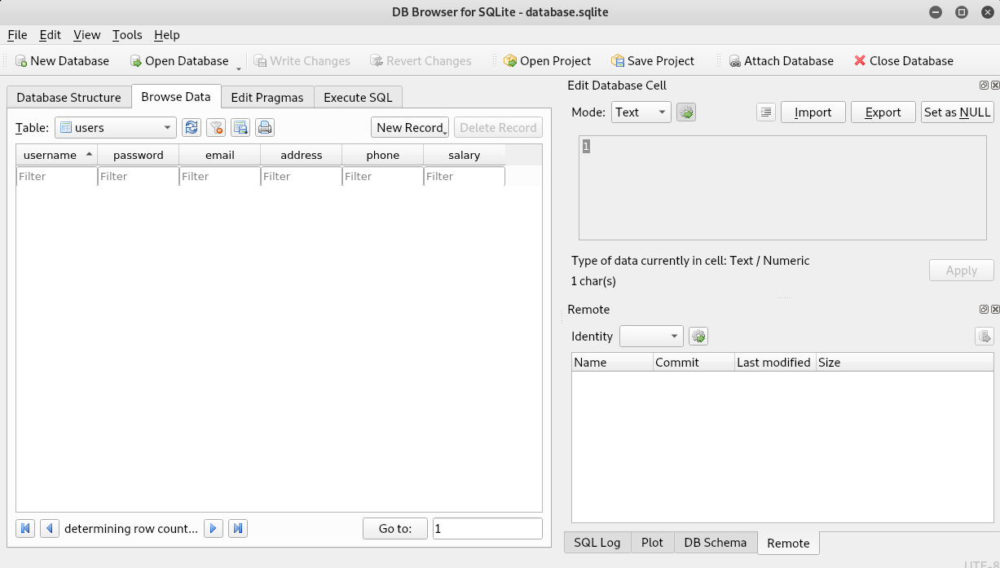 DB Browser for SQLite - database.sqlite
File Edit View Tools Help
New Database Open Database Write Changes Revert Changes Open Project Save Project Attach Database Close Database
Database Structure Browse Data Edit Pragmas Execute SQL
Table: users New Record Delete Record
username password email address phone salary
Filter Filter Filter Filter Filter Filter
determining row count... Go to: 1
Edit Database Cell
Mode: Text Import Export Set as NULL
1
Type of data currently in cell: Text / Numeric
1 char(s)
Apply
Remote
Identity
Name Commit Last modified Size
SQL Log Plot DB Schema Remote
UTF-8